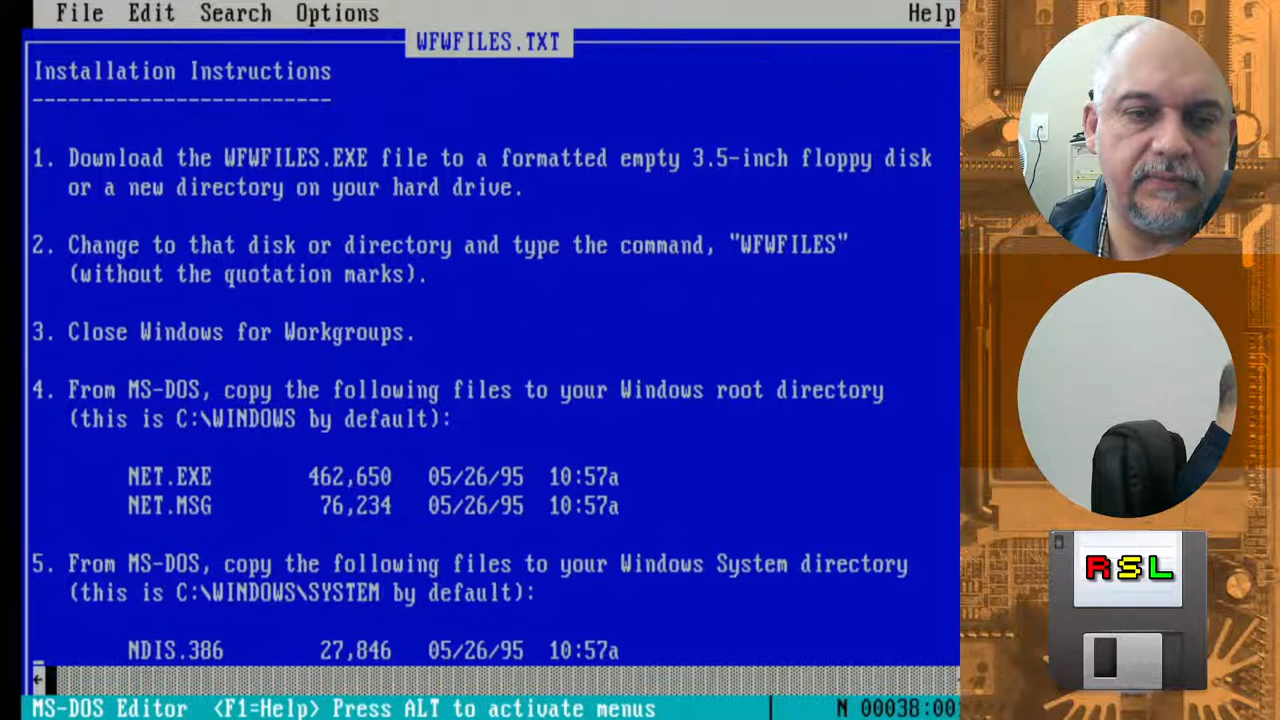 File Edit Search Options Help
WFWFILES.TXT
Installation Instructions
-------------------------
1. Download the WFWFILES.EXE file to a formatted empty 3.5-inch floppy disk
or a new directory on your hard drive.
2. Change to that disk or directory and type the command, "WFWFILES"
(without the quotation marks).
3. Close Windows for Workgroups.
4. From MS-DOS, copy the following files to your Windows root directory
(this is C:\WINDOWS by default):
NET.EXE 462,650 05/26/95 10:57a
NET.MSG 76,234 05/26/95 10:57a
5. From MS-DOS, copy the following files to your Windows System directory
(this is C:\WINDOWS\SYSTEM by default):
NDIS.386 27,846 05/26/95 10:57a
MS-DOS Editor <F1=Help> Press ALT to activate menus N 00038:00
RSL